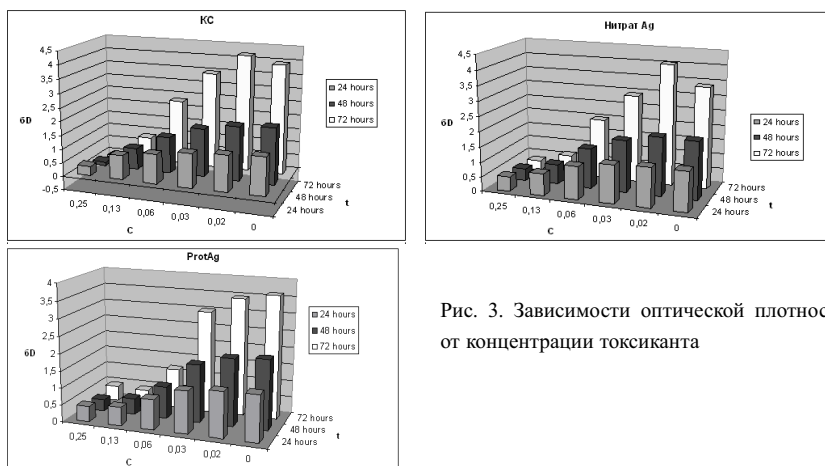 КС
4,5
4
3,5
3
2,5
2
1,5
1
0,5
0
-0,5
бD
0,25
0,13
0,06
0,03
0,02
0
C
72 hours
48 hours
24 hours
t
24 hours
48 hours
72 hours
Нитрат Ag
4,5
4
3,5
3
2,5
2
1,5
1
0,5
0
бD
0,25
0,13
0,06
0,03
0,02
0
C
72 hours
48 hours
24 hours
t
24 hours
48 hours
72 hours
ProtAg
4
3,5
3
2,5
2
1,5
1
0,5
0
бD
0,25
0,13
0,06
0,03
0,02
0
C
72 hours
48 hours
24 hours
t
24 hours
48 hours
72 hours
Рис. 3. Зависимости оптической плотнос
от концентрации токсиканта